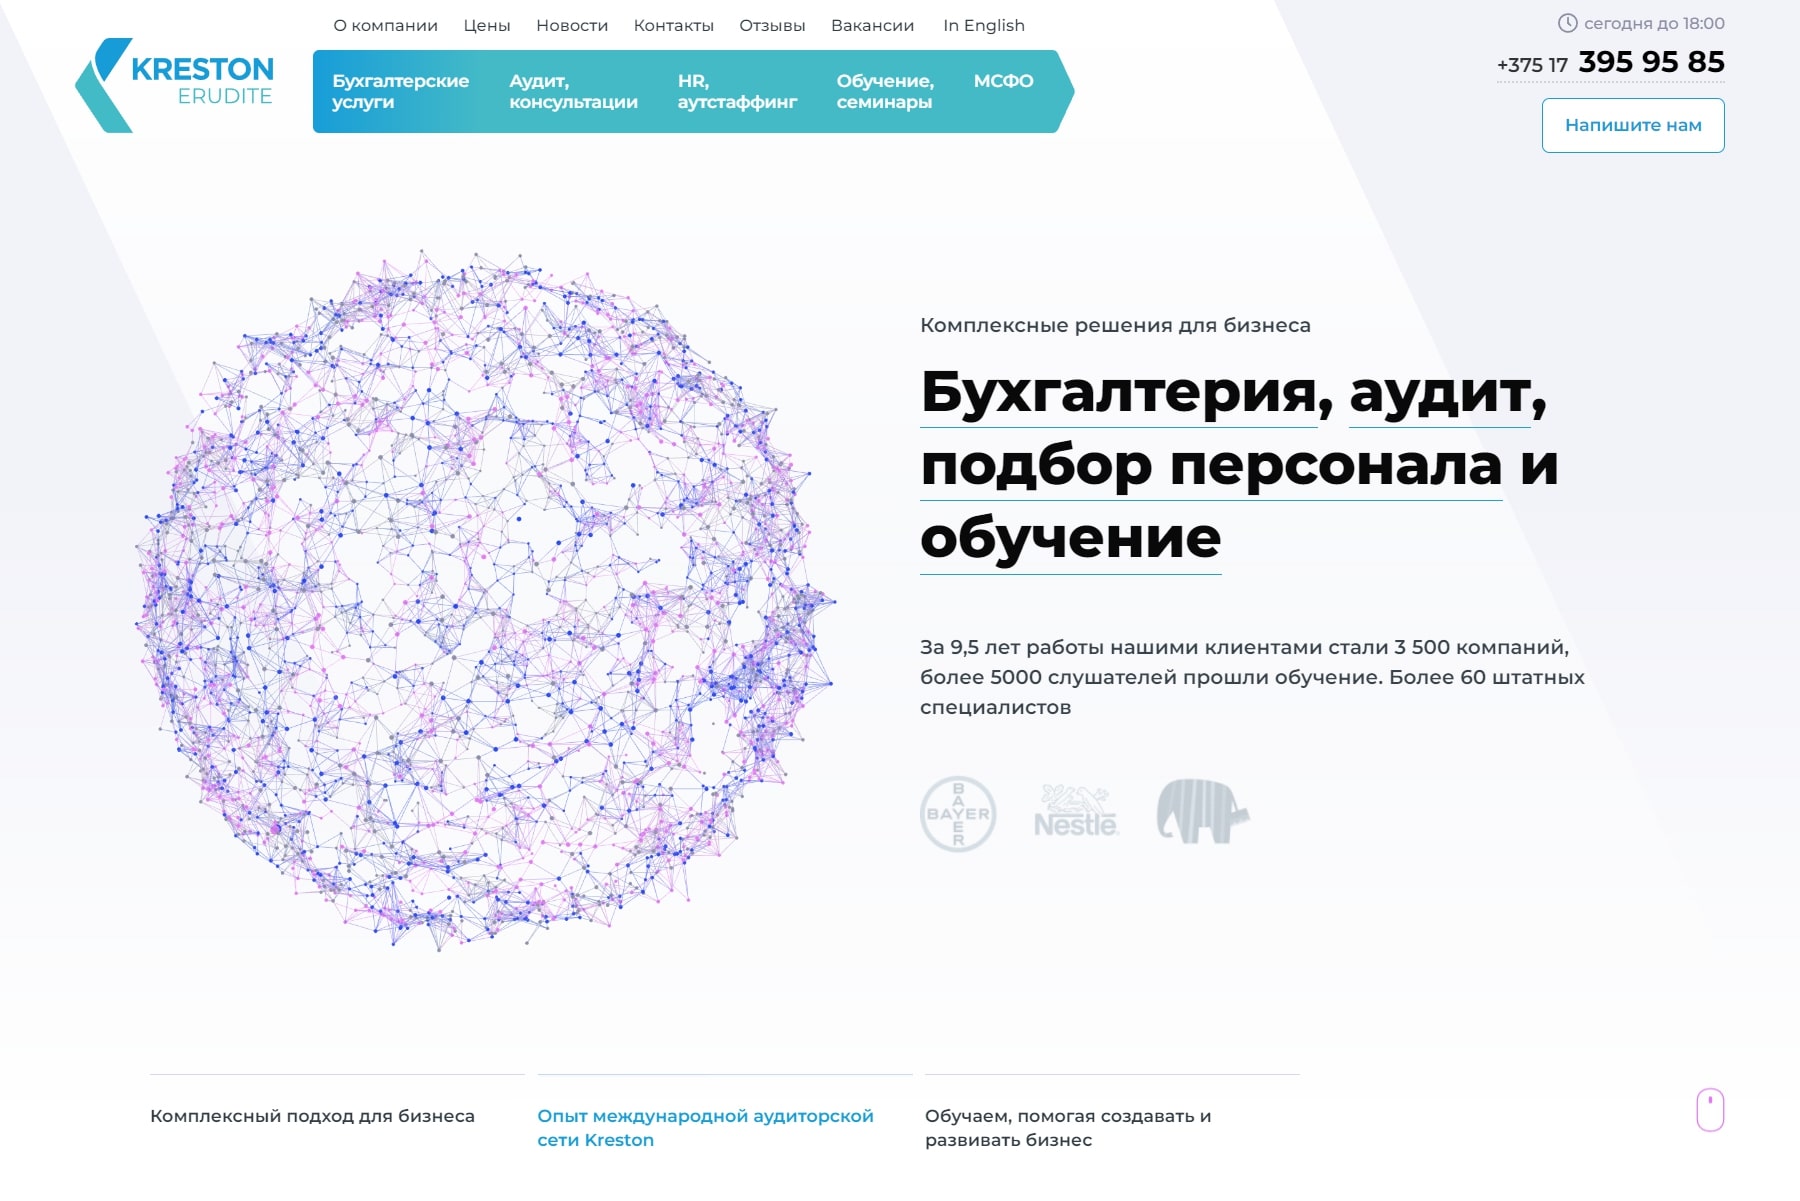 О компании Цены Новости Контакты Отзывы Вакансии In English
сегодня до 18:00
+375 17 395 95 85
Напишите нам
KRESTON
ERUDITE
Бухгалтерские
услуги
Аудит,
консультации
HR,
аутстаффинг
Обучение,
семинары
МСФО
Комплексные решения для бизнеса
Бухгалтерия, аудит,
подбор персонала и
обучение
За 9,5 лет работы нашими клиентами стали 3 500 компаний,
более 5000 слушателей прошли обучение. Более 60 штатных
специалистов
BAYER
BAYER
Nestlé
Комплексный подход для бизнеса
Опыт международной аудиторской
сети Kreston
Обучаем, помогая создавать и
развивать бизнес